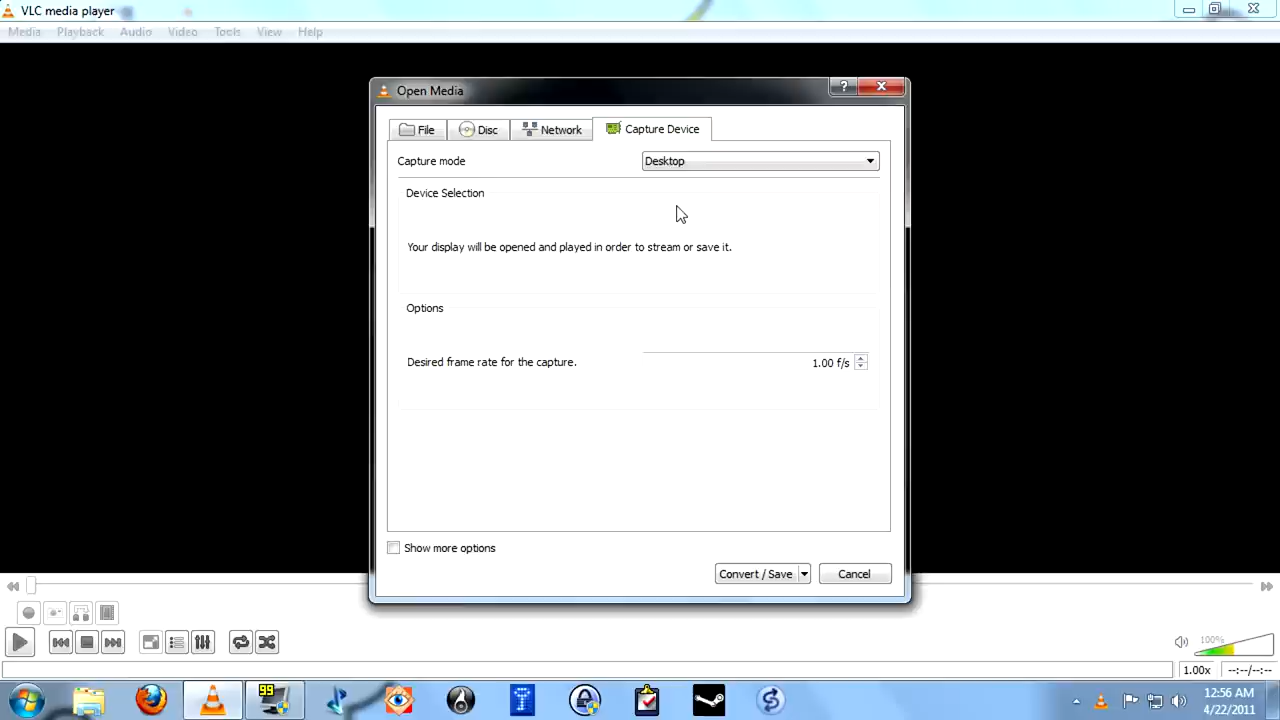 VLC media player
Media Playback Audio Video Tools View Help
Open Media
?
File Disc Network Capture Device
Capture mode Desktop
Device Selection
Your display will be opened and played in order to stream or save it.
Options
Desired frame rate for the capture. 1.00 f/s
Show more options
Convert / Save Cancel
100%
1.00x --:--/--:--
99
12:56 AM
4/22/2011